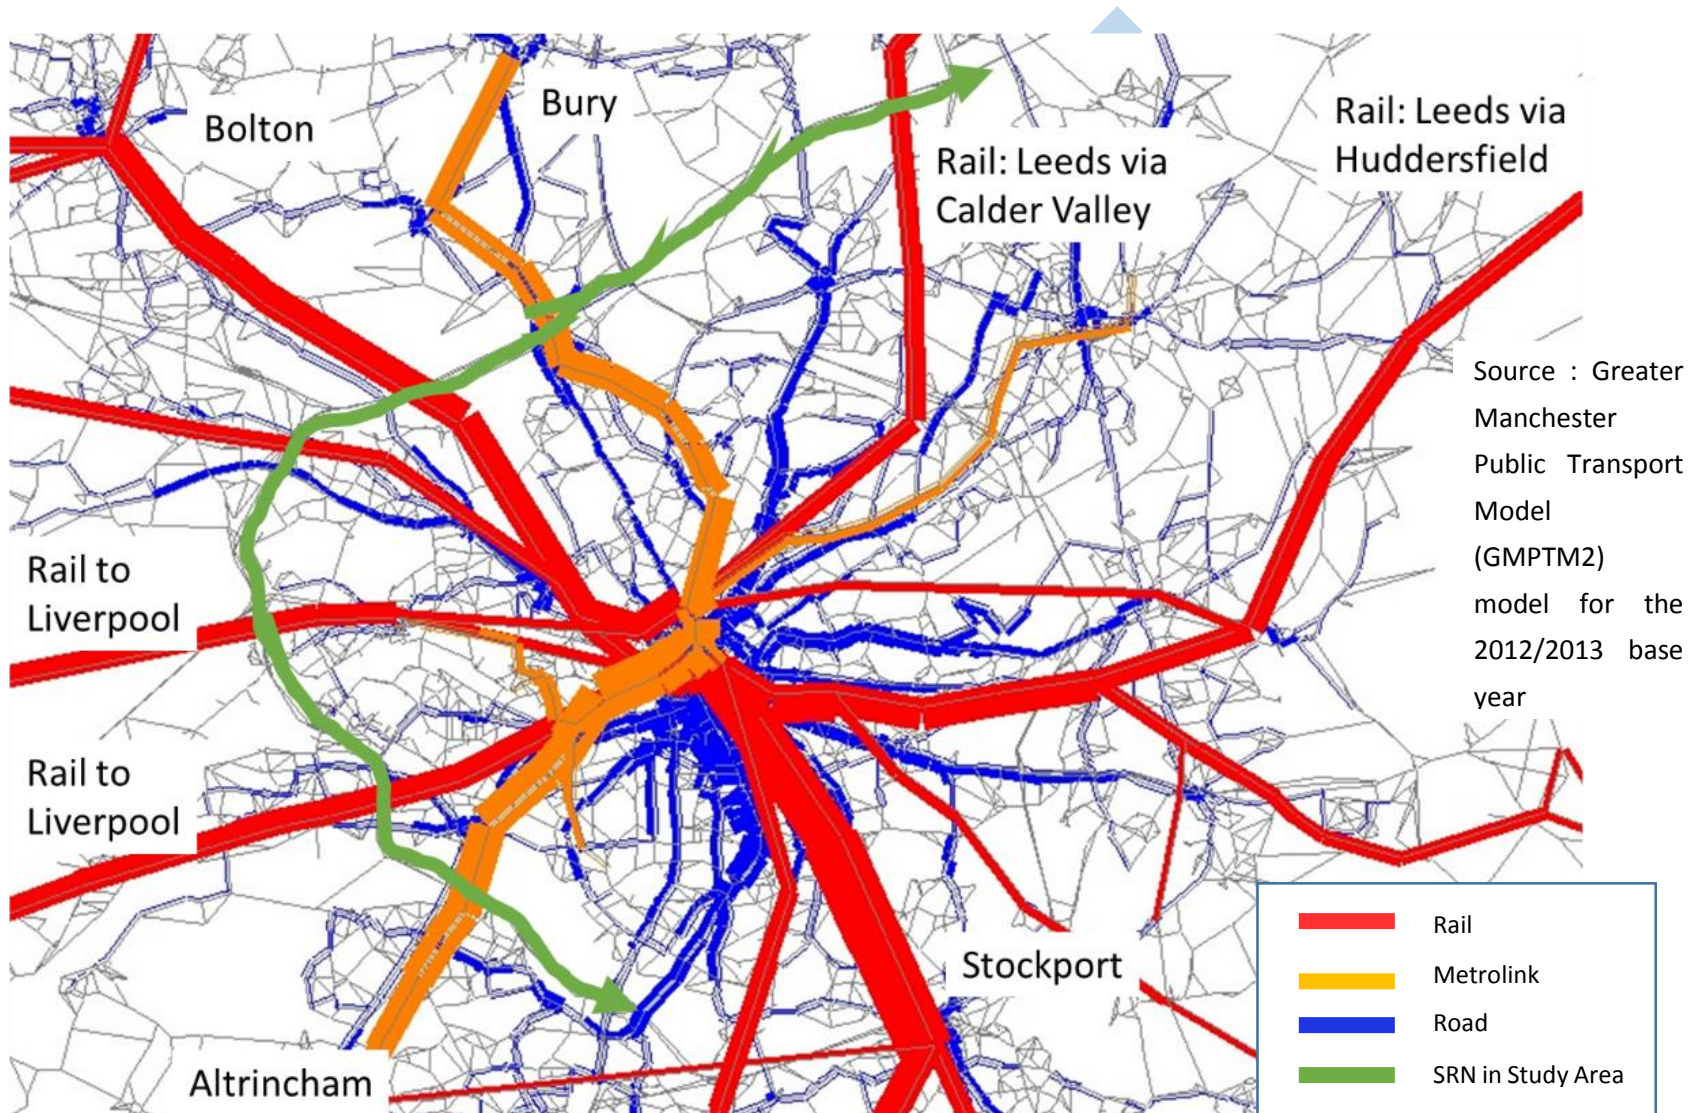 Bolton
Bury
Rail: Leeds via
Calder Valley
Rail: Leeds via
Huddersfield
Source : Greater
Manchester
Public Transport
Model
(GMPTM2)
model for the
2012/2013 base
year
Rail to
Liverpool
Rail to
Liverpool
Stockport
Altrincham
Rail
Metrolink
Road
SRN in Study Area